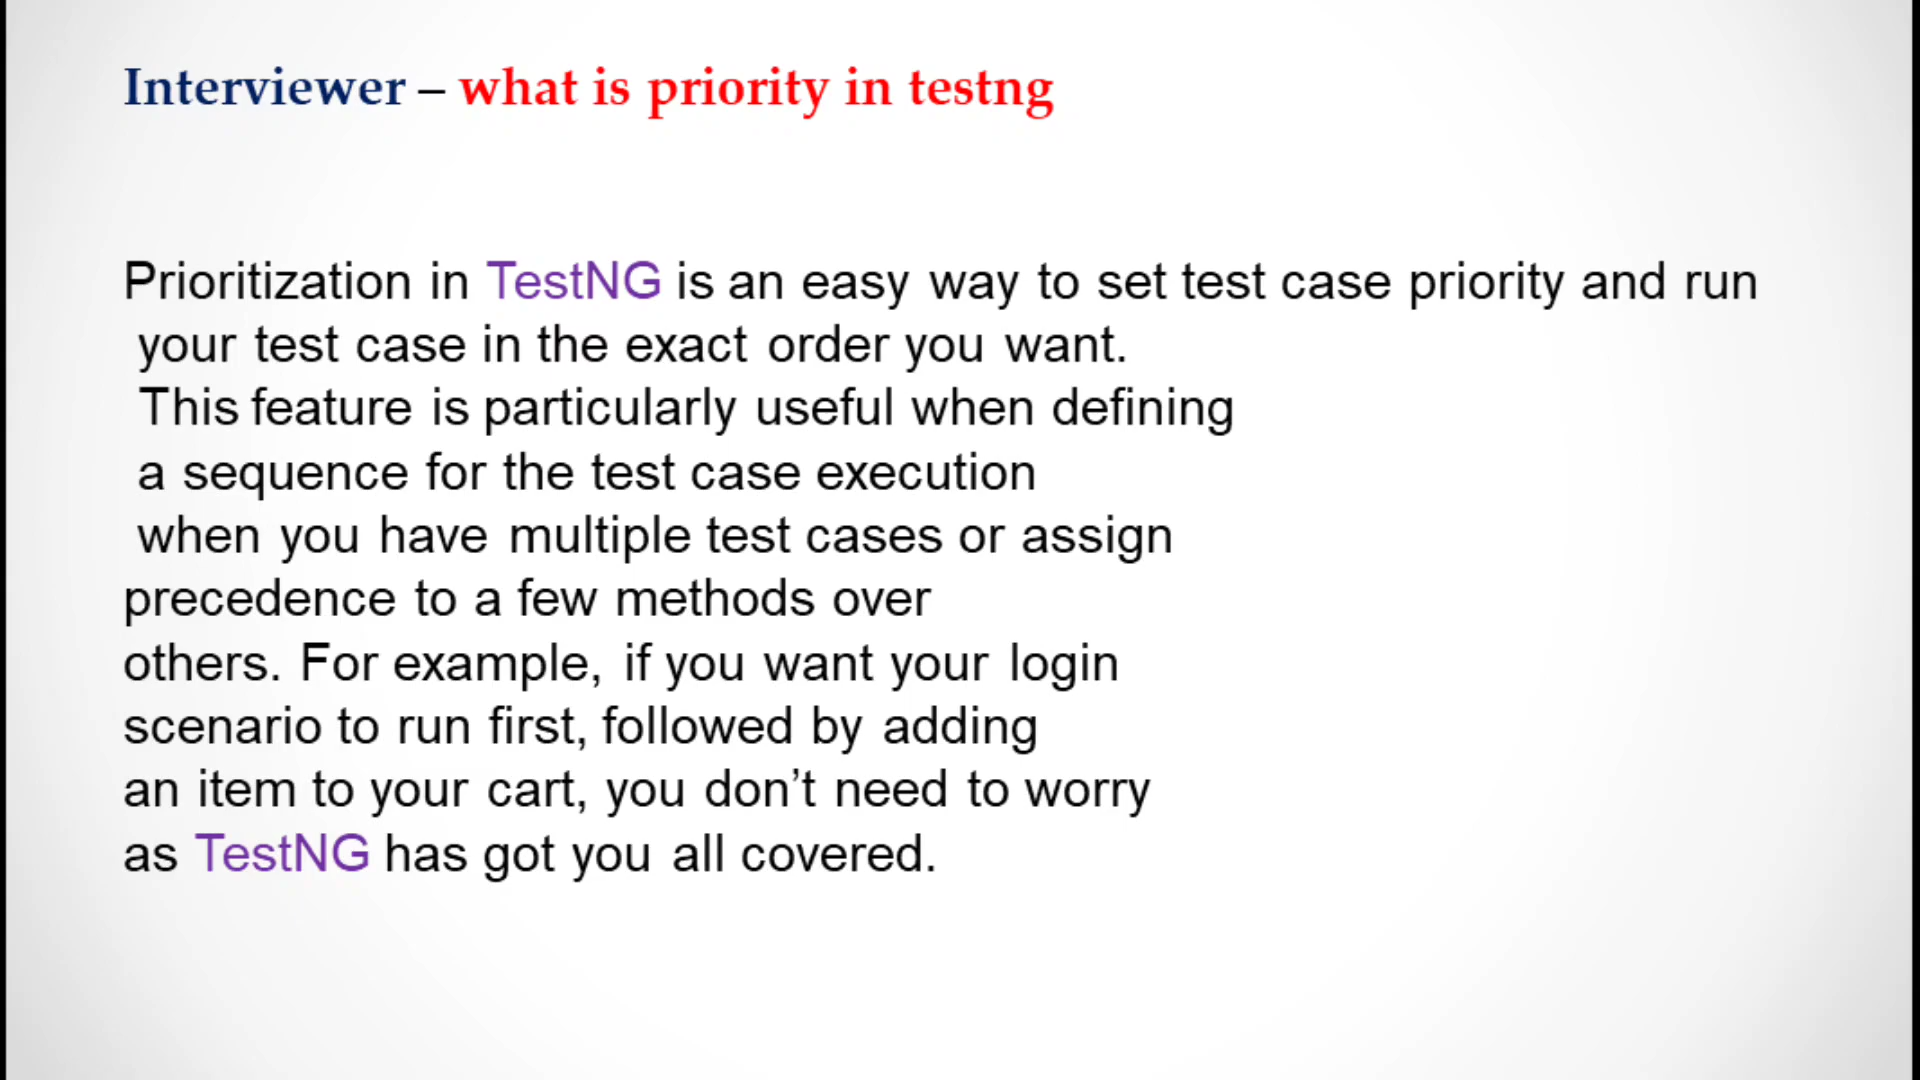 Interviewer – what is priority in testng
Prioritization in TestNG is an easy way to set test case priority and run
your test case in the exact order you want.
This feature is particularly useful when defining
a sequence for the test case execution
when you have multiple test cases or assign
precedence to a few methods over
others. For example, if you want your login
scenario to run first, followed by adding
an item to your cart, you don’t need to worry
as TestNG has got you all covered.